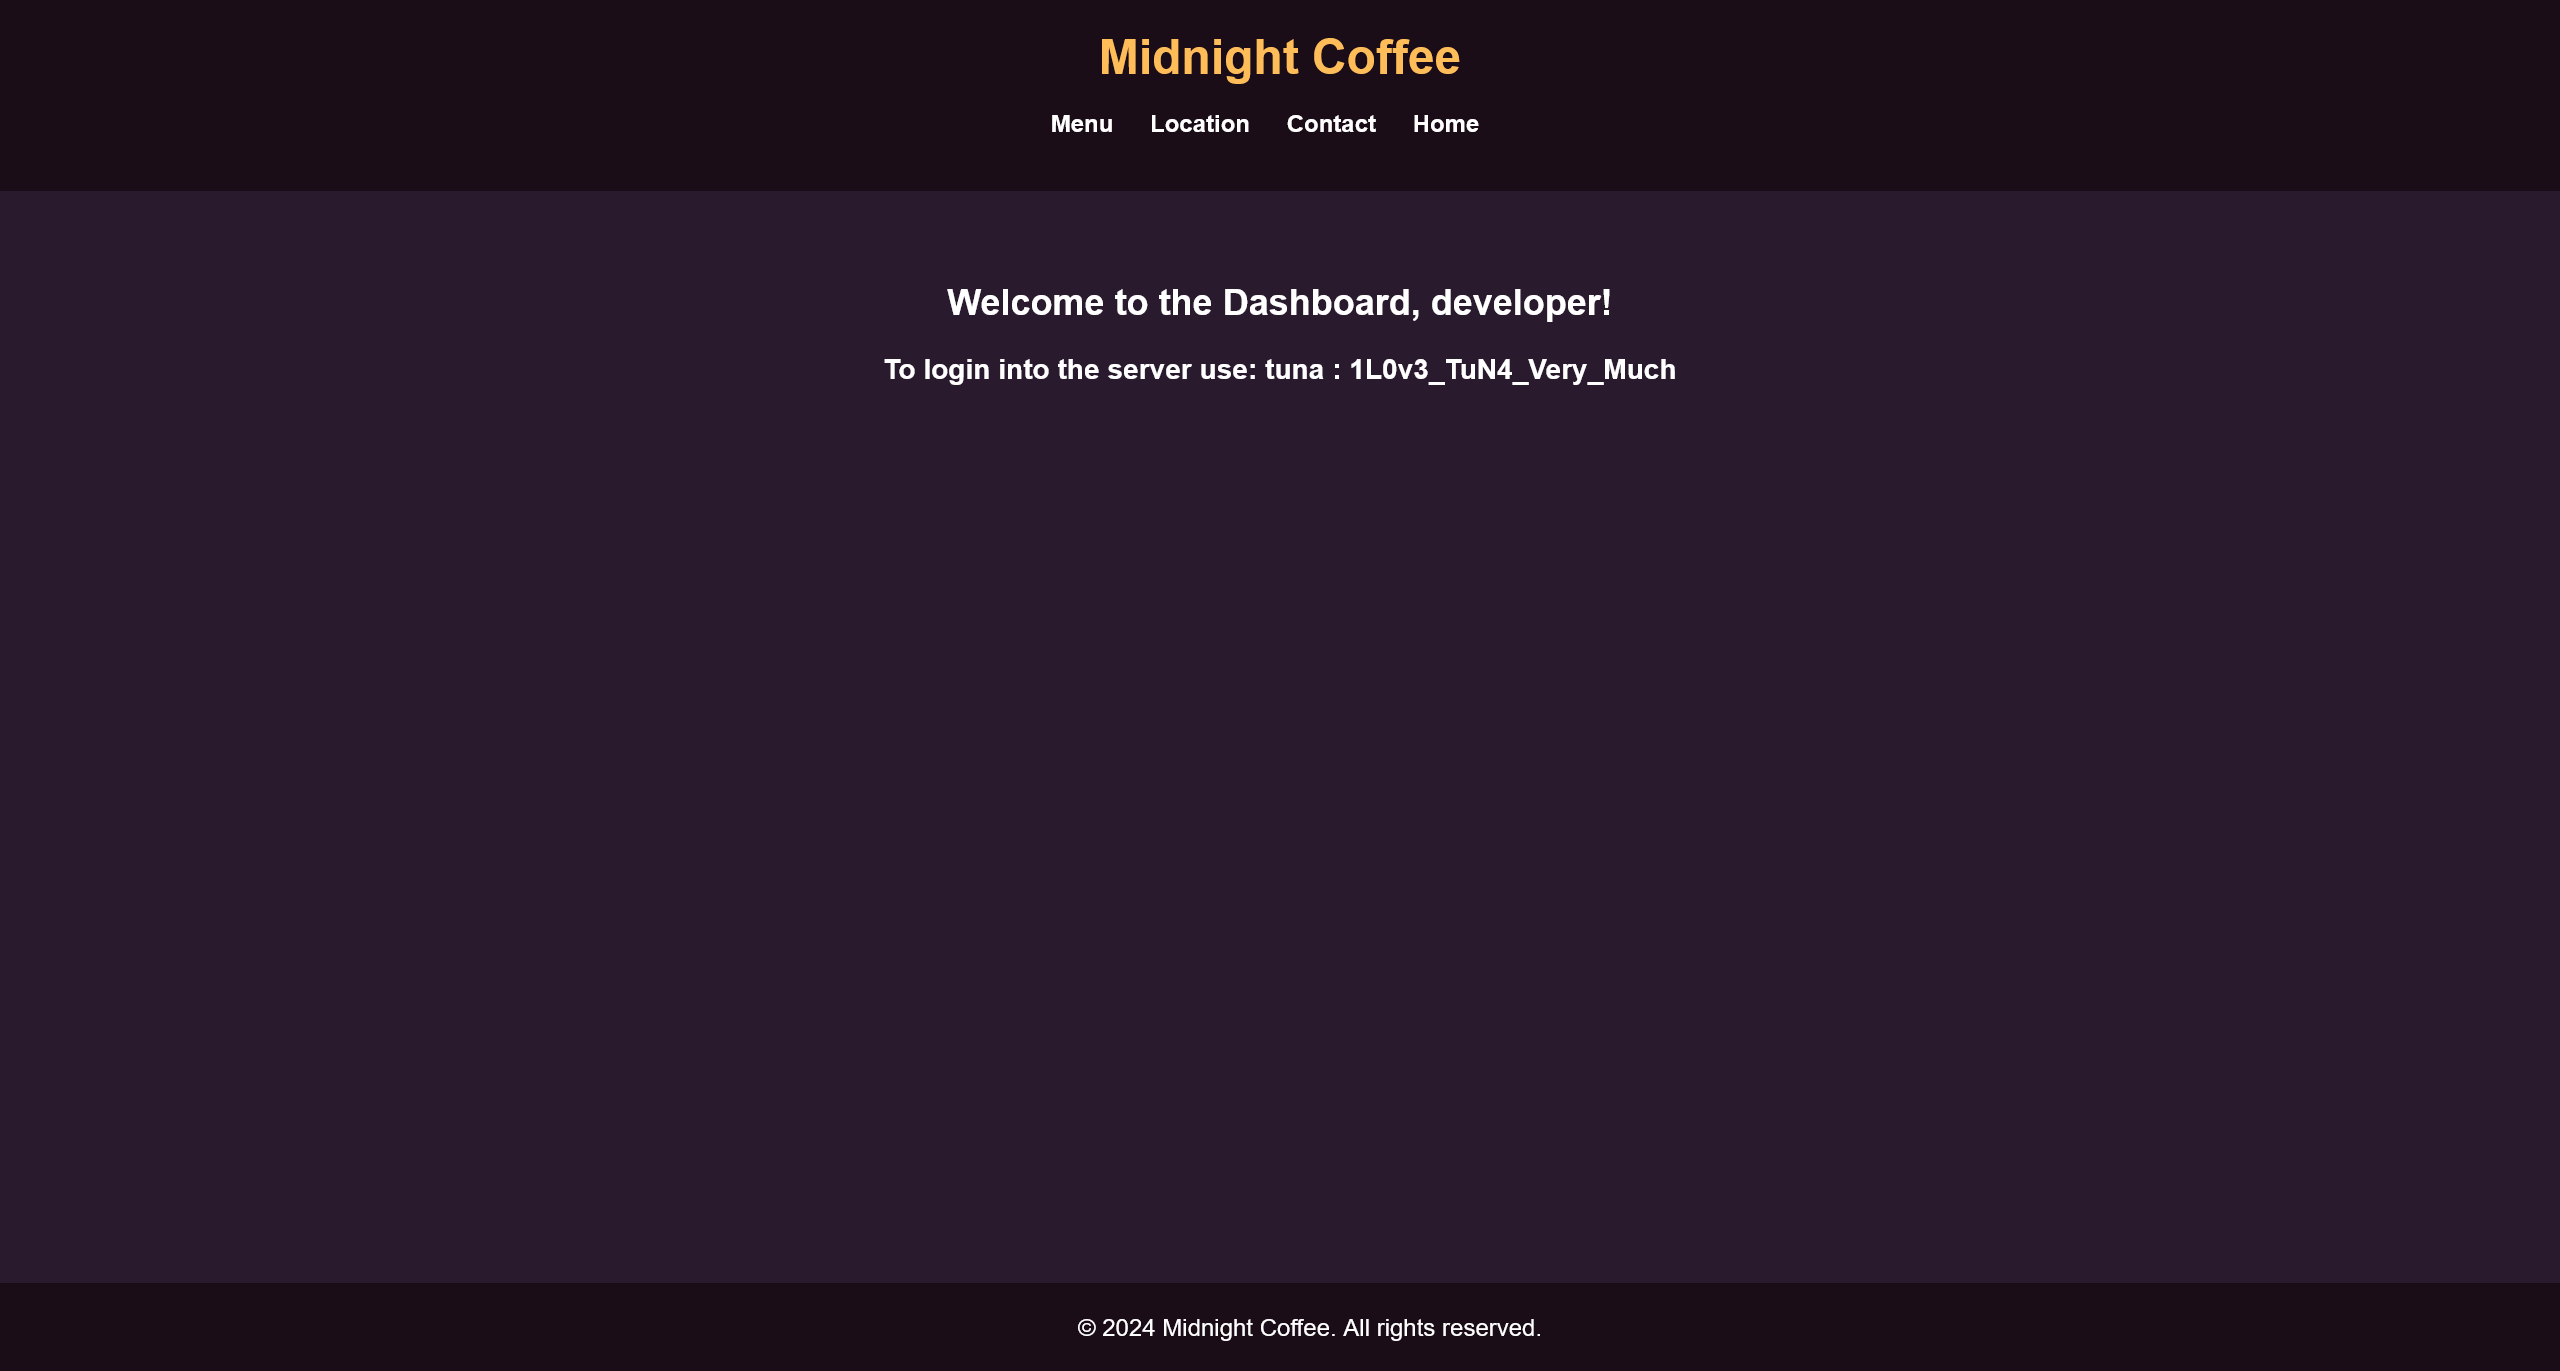 Midnight Coffee
Menu Location Contact Home
Welcome to the Dashboard, developer!
To login into the server use: tuna : 1L0v3_TuN4_Very_Much
© 2024 Midnight Coffee. All rights reserved.